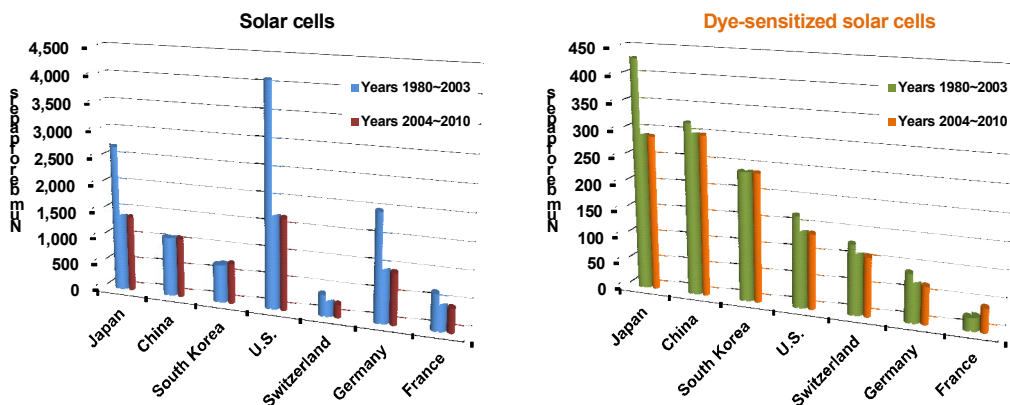 Solar cells
Number of papers
4,500
4,000
3,500
3,000
2,500
2,000
1,500
1,000
500
0
Years 1980~2003
Years 2004~2010
Japan
China
South Korea
U.S.
Switzerland
Germany
France
Dye-sensitized solar cells
Number of papers
450
400
350
300
250
200
150
100
50
0
Years 1980~2003
Years 2004~2010
Japan
China
South Korea
U.S.
Switzerland
Germany
France